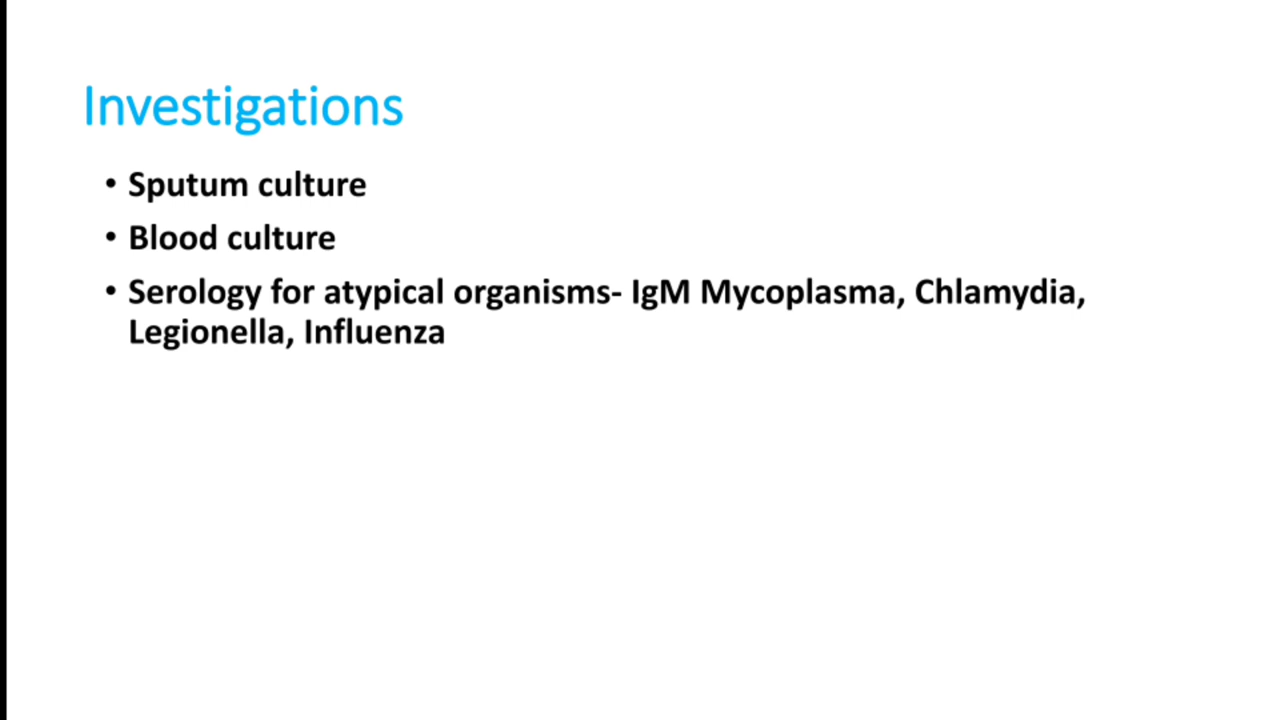 Investigations
• Sputum culture
• Blood culture
• Serology for atypical organisms- IgM Mycoplasma, Chlamydia,
Legionella, Influenza